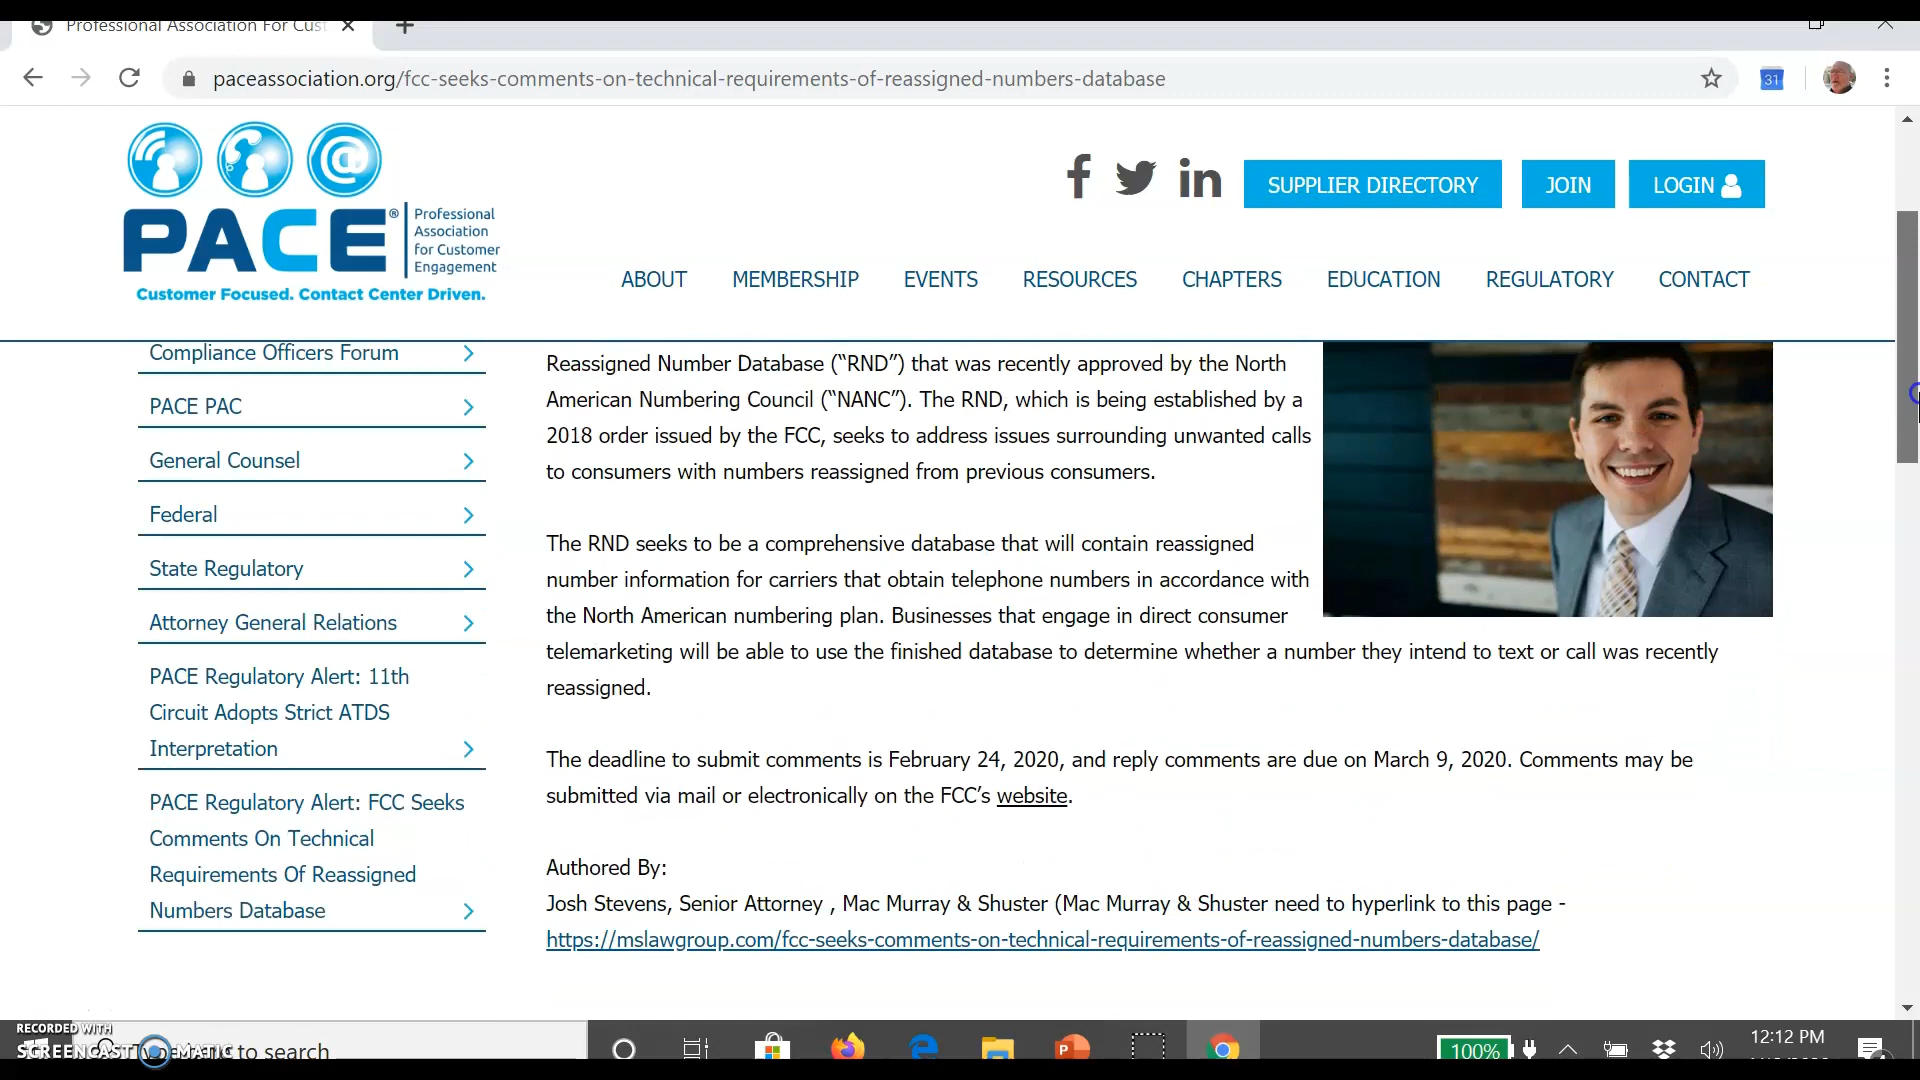 Professional Association For Cust
paceassociation.org/fcc-seeks-comments-on-technical-requirements-of-reassigned-numbers-database
31
PACE®
Professional
Association
for Customer
Engagement
Customer Focused. Contact Center Driven.
SUPPLIER DIRECTORY
JOIN
LOGIN
ABOUT
MEMBERSHIP
EVENTS
RESOURCES
CHAPTERS
EDUCATION
REGULATORY
CONTACT
Compliance Officers Forum
PACE PAC
General Counsel
Federal
State Regulatory
Attorney General Relations
PACE Regulatory Alert: 11th
Circuit Adopts Strict ATDS
Interpretation
PACE Regulatory Alert: FCC Seeks
Comments On Technical
Requirements Of Reassigned
Numbers Database
Reassigned Number Database (“RND”) that was recently approved by the North
American Numbering Council (“NANC”). The RND, which is being established by a
2018 order issued by the FCC, seeks to address issues surrounding unwanted calls
to consumers with numbers reassigned from previous consumers.
The RND seeks to be a comprehensive database that will contain reassigned
number information for carriers that obtain telephone numbers in accordance with
the North American numbering plan. Businesses that engage in direct consumer
telemarketing will be able to use the finished database to determine whether a number they intend to text or call was recently
reassigned.
The deadline to submit comments is February 24, 2020, and reply comments are due on March 9, 2020. Comments may be
submitted via mail or electronically on the FCC’s website.
Authored By:
Josh Stevens, Senior Attorney , Mac Murray & Shuster (Mac Murray & Shuster need to hyperlink to this page -
https://mslawgroup.com/fcc-seeks-comments-on-technical-requirements-of-reassigned-numbers-database/
RECORDED WITH
SCREENCAST MATIC
to search
100%
12:12 PM